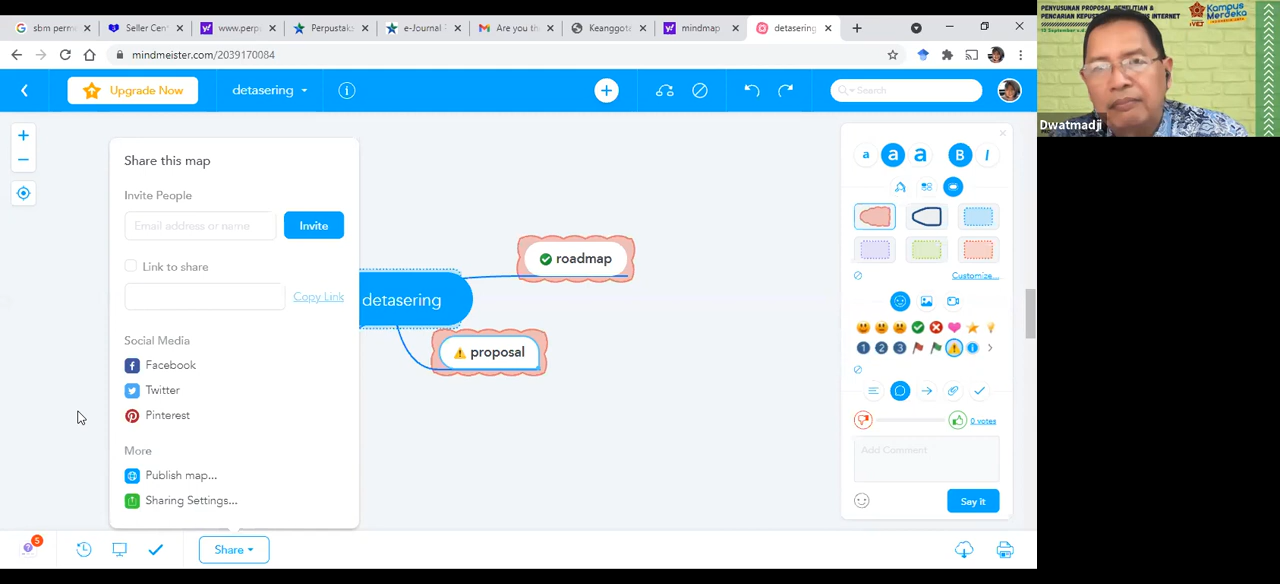 sbm perm
Seller Cent
www.perp
Perpustaka
e-Journal -
Are you th
Keanggota
mindmap
detasering
mindmeister.com/2039170084
Upgrade Now
detasering
Search
Share this map
Invite People
Email address or name
Invite
Link to share
Copy Link
Social Media
Facebook
Twitter
Pinterest
More
Publish map...
Sharing Settings...
roadmap
detasering
proposal
a a a B I
Customize...
1 2 3
0 votes
Add Comment
Say it
5
Share
PENYUSUNAN PROPOSAL PENELITIAN &
PENCARIAN KEPUSTAKAAN INTERNET
Kampus
Merdeka
IVET
Dwatmadji